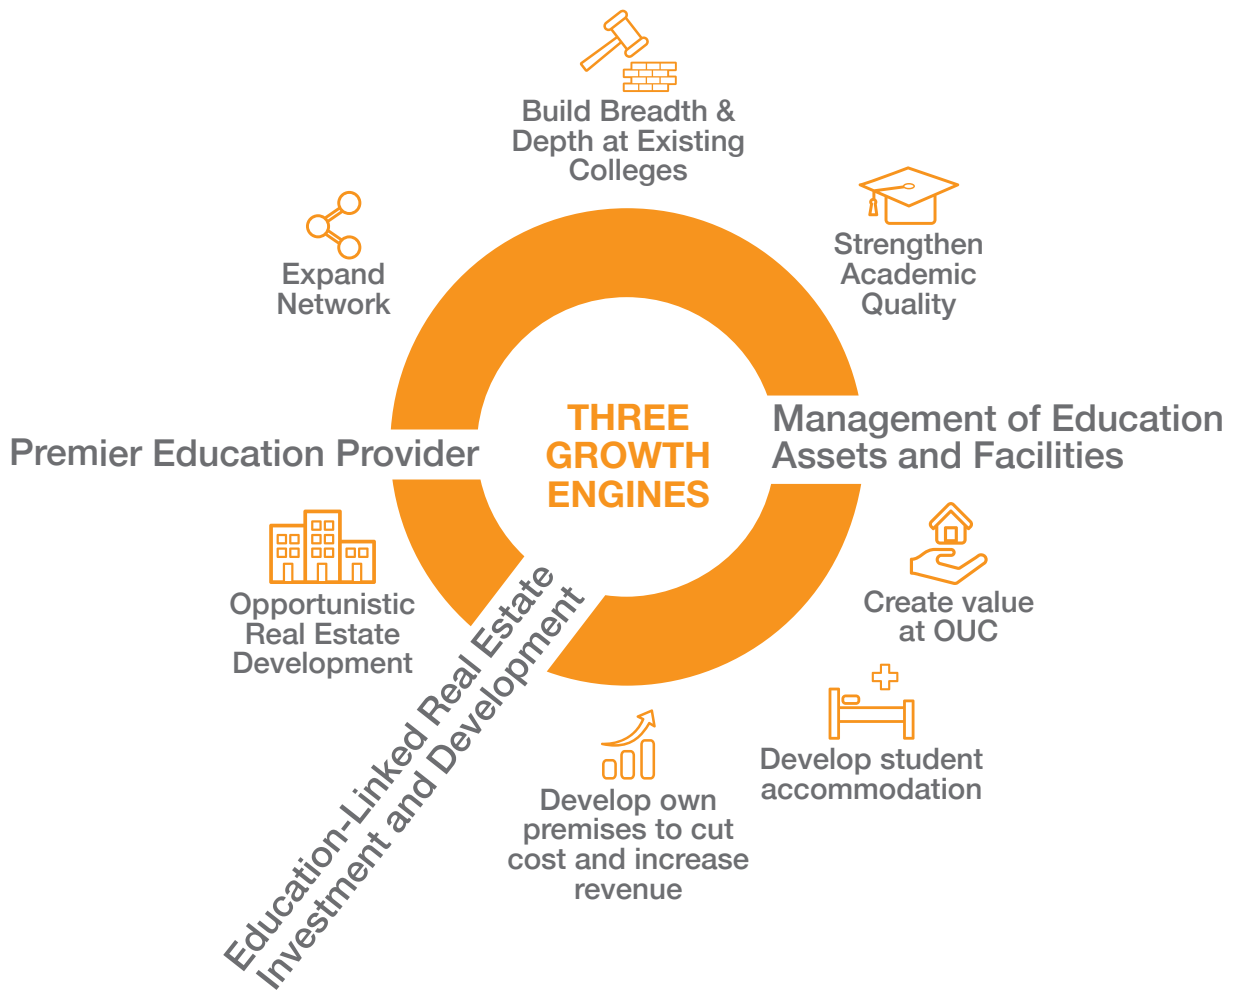 Build Breadth &
Depth at Existing
Colleges
Expand
Network
Strengthen
Academic
Quality
Premier Education Provider
THREE
GROWTH
ENGINES
Management of Education
Assets and Facilities
Opportunistic
Real Estate
Development
Education-Linked Real Estate
Investment and Development
Create value
at OUC
Develop student
accommodation
Develop own
premises to cut
cost and increase
revenue